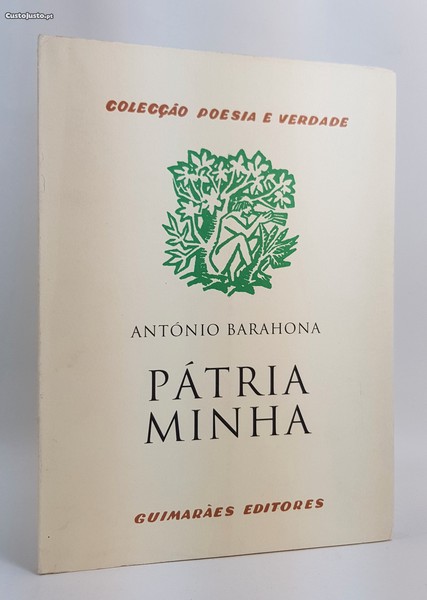 CustoJusto.pt
COLECÇÃO POESIA E VERDADE
ANTÓNIO BARAHONA
PÁTRIA
MINHA
GUIMARÃES EDITORES